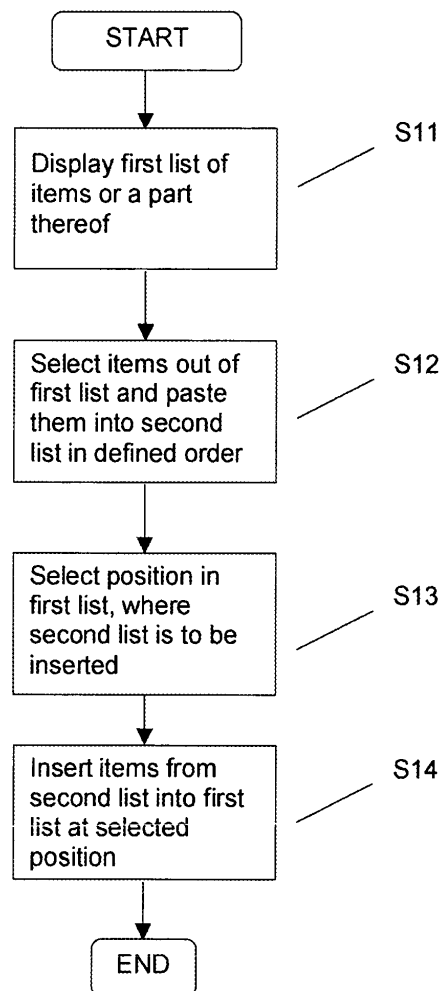 START
Display first list of
items or a part
thereof
S11
Select items out of
first list and paste
them into second
list in defined order
S12
Select position in
first list, where
second list is to be
inserted
S13
Insert items from
second list into first
list at selected
position
S14
END